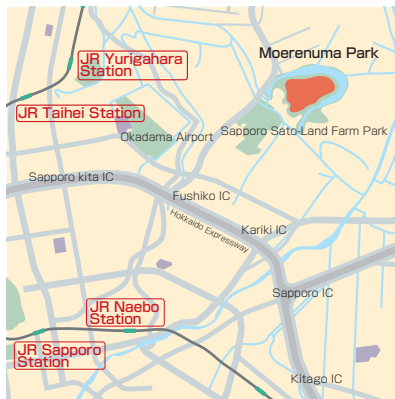 JR Yurigahara
Station
Moerenuma Park
JR Taihei Station
Okadama Airport
Sapporo Sato-Land Farm Park
Sapporo kita IC
Fushiko IC
Hokkaido Expressway
Kariki IC
Sapporo IC
JR Naebo
Station
JR Sapporo
Station
Kitago IC